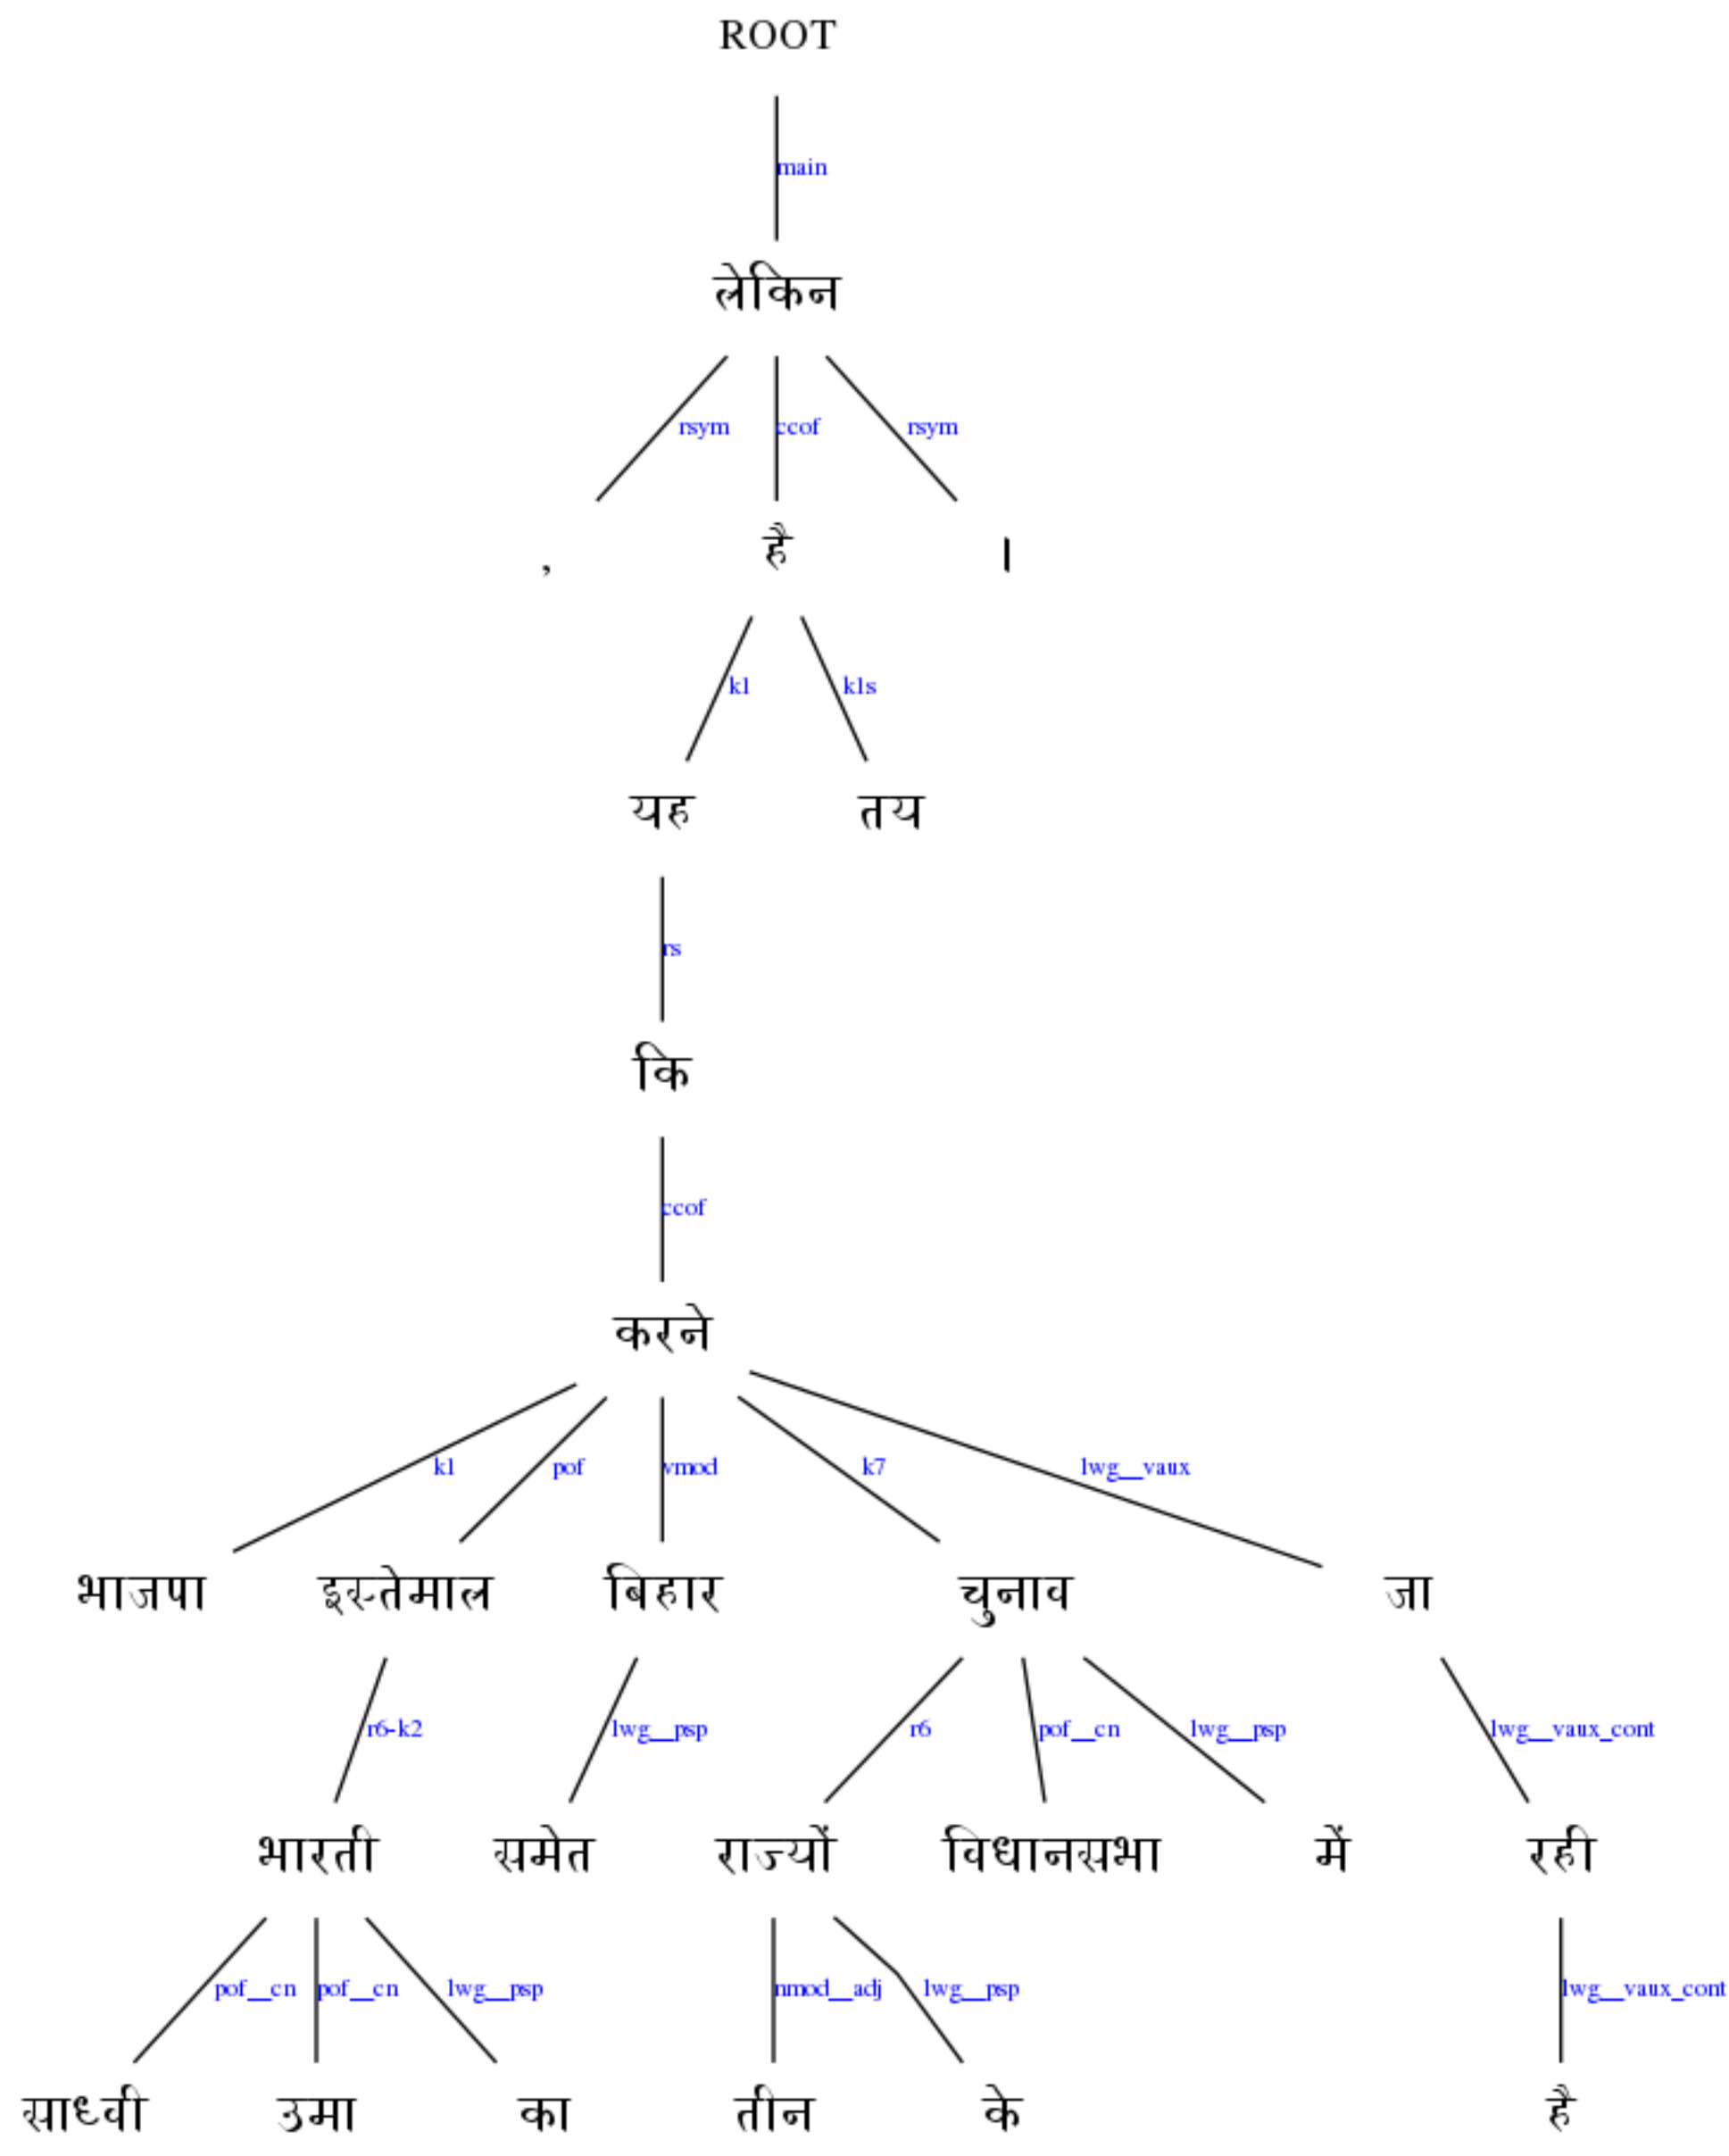 ROOT
main
लेकिन
rsym ccof rsym
, है ।
k1 k1s
यह तय
rs
कि
ccof
करने
k1 pof vmod k7 lwg__vaux
भाजपा इस्तेमाल बिहार चुनाव जा
r6-k2 lwg__psp r6 pof__cn lwg__psp lwg__vaux_cont
भारती समेत राज्यों विधानसभा में रही
pof__cn pof__cn lwg__psp nmod__adj lwg__psp lwg__vaux_cont
साध्वी उमा का तीन के है